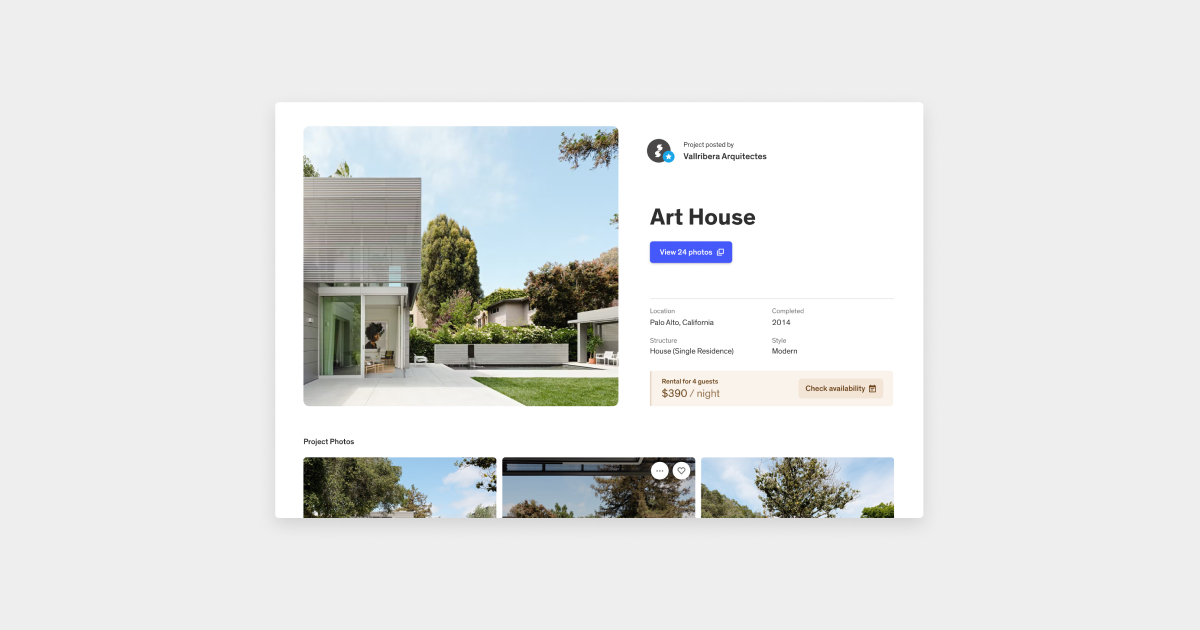 Project posted by
Vallribera Arquitectes
Art House
View 24 photos
Location
Palo Alto, California
Completed
2014
Structure
House (Single Residence)
Style
Modern
Rental for 4 guests
$390 / night
Check availability
Project Photos